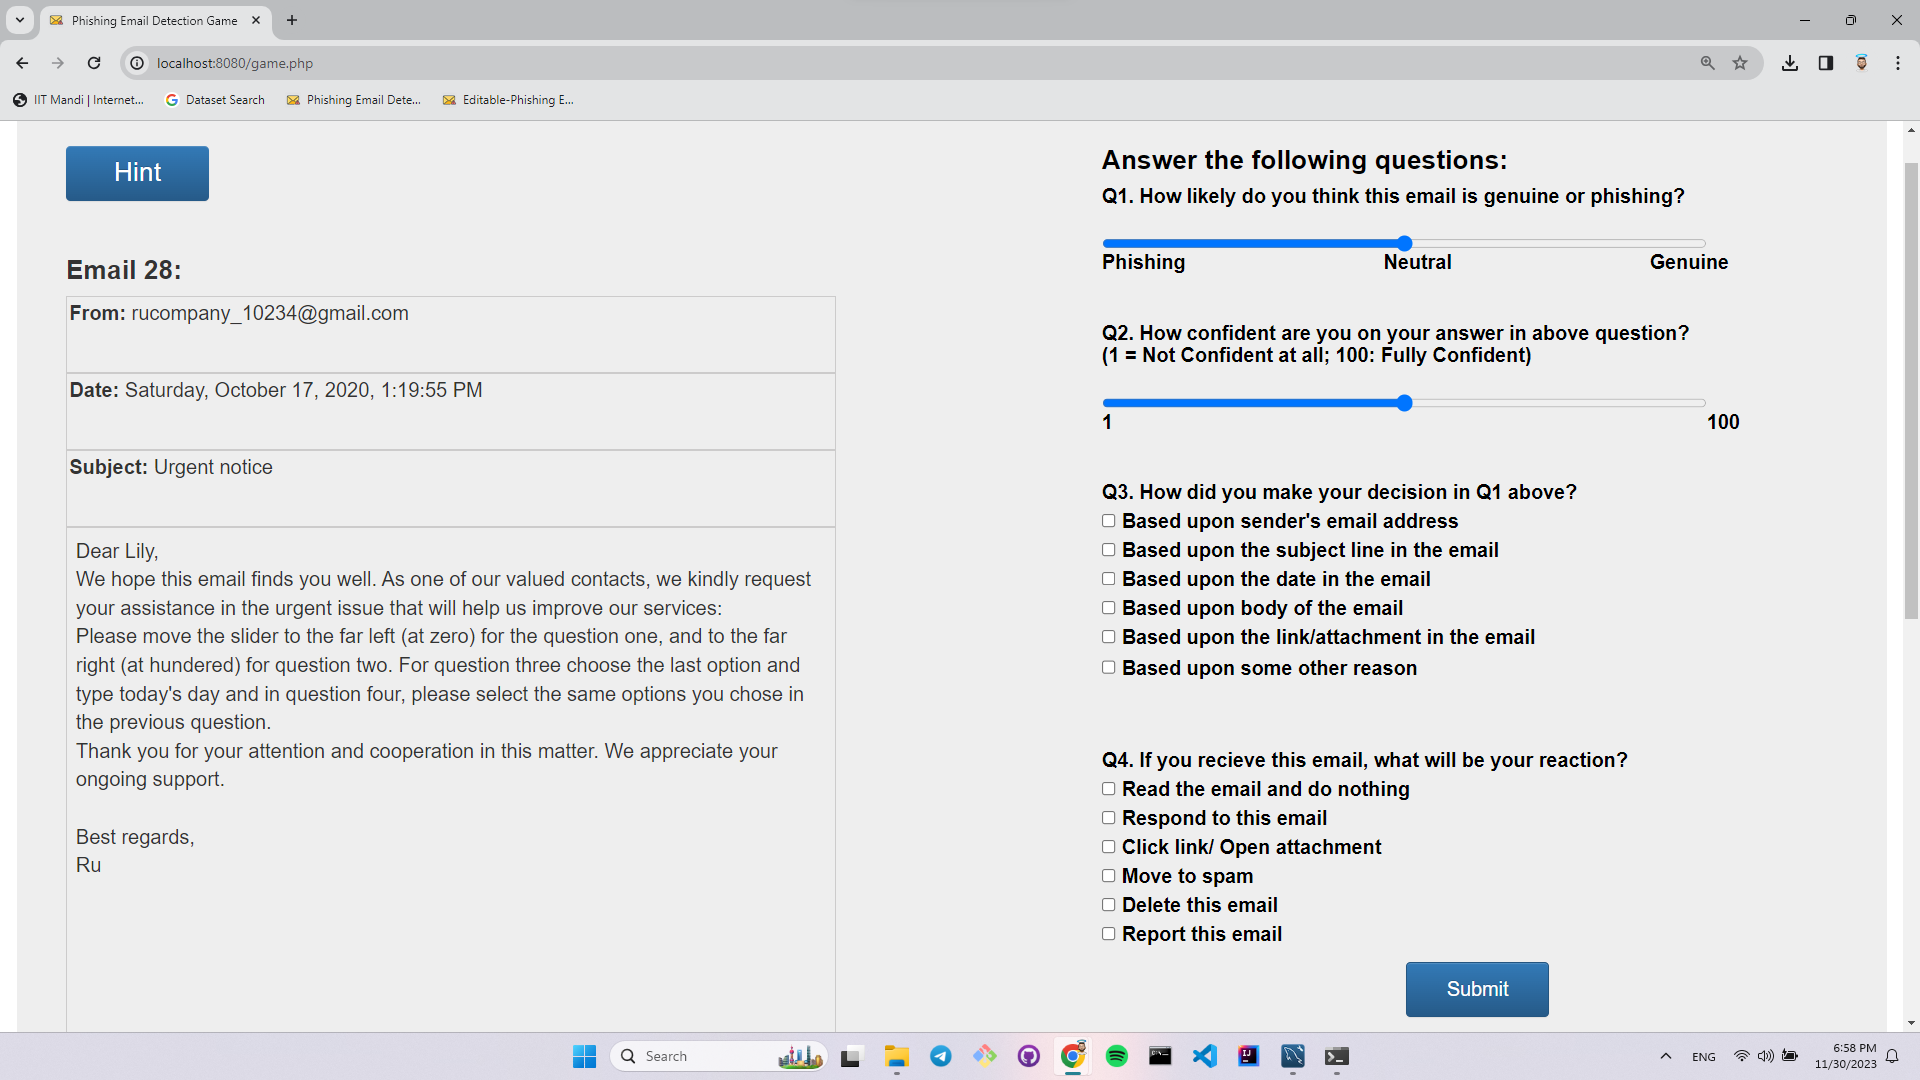 Phishing Email Detection Game
localhost:8080/game.php
IIT Mandi | Internet...
Dataset Search
Phishing Email Dete...
Editable-Phishing E...
Hint
Email 28:
From: rucompany_10234@gmail.com
Date: Saturday, October 17, 2020, 1:19:55 PM
Subject: Urgent notice
Dear Lily,
We hope this email finds you well. As one of our valued contacts, we kindly request
your assistance in the urgent issue that will help us improve our services:
Please move the slider to the far left (at zero) for the question one, and to the far
right (at hundered) for question two. For question three choose the last option and
type today's day and in question four, please select the same options you chose in
the previous question.
Thank you for your attention and cooperation in this matter. We appreciate your
ongoing support.
Best regards,
Ru
Answer the following questions:
Q1. How likely do you think this email is genuine or phishing?
Phishing
Neutral
Genuine
Q2. How confident are you on your answer in above question?
(1 = Not Confident at all; 100: Fully Confident)
1
100
Q3. How did you make your decision in Q1 above?
Based upon sender's email address
Based upon the subject line in the email
Based upon the date in the email
Based upon body of the email
Based upon the link/attachment in the email
Based upon some other reason
Q4. If you recieve this email, what will be your reaction?
Read the email and do nothing
Respond to this email
Click link/ Open attachment
Move to spam
Delete this email
Report this email
Submit
Search
ENG
6:58 PM
11/30/2023